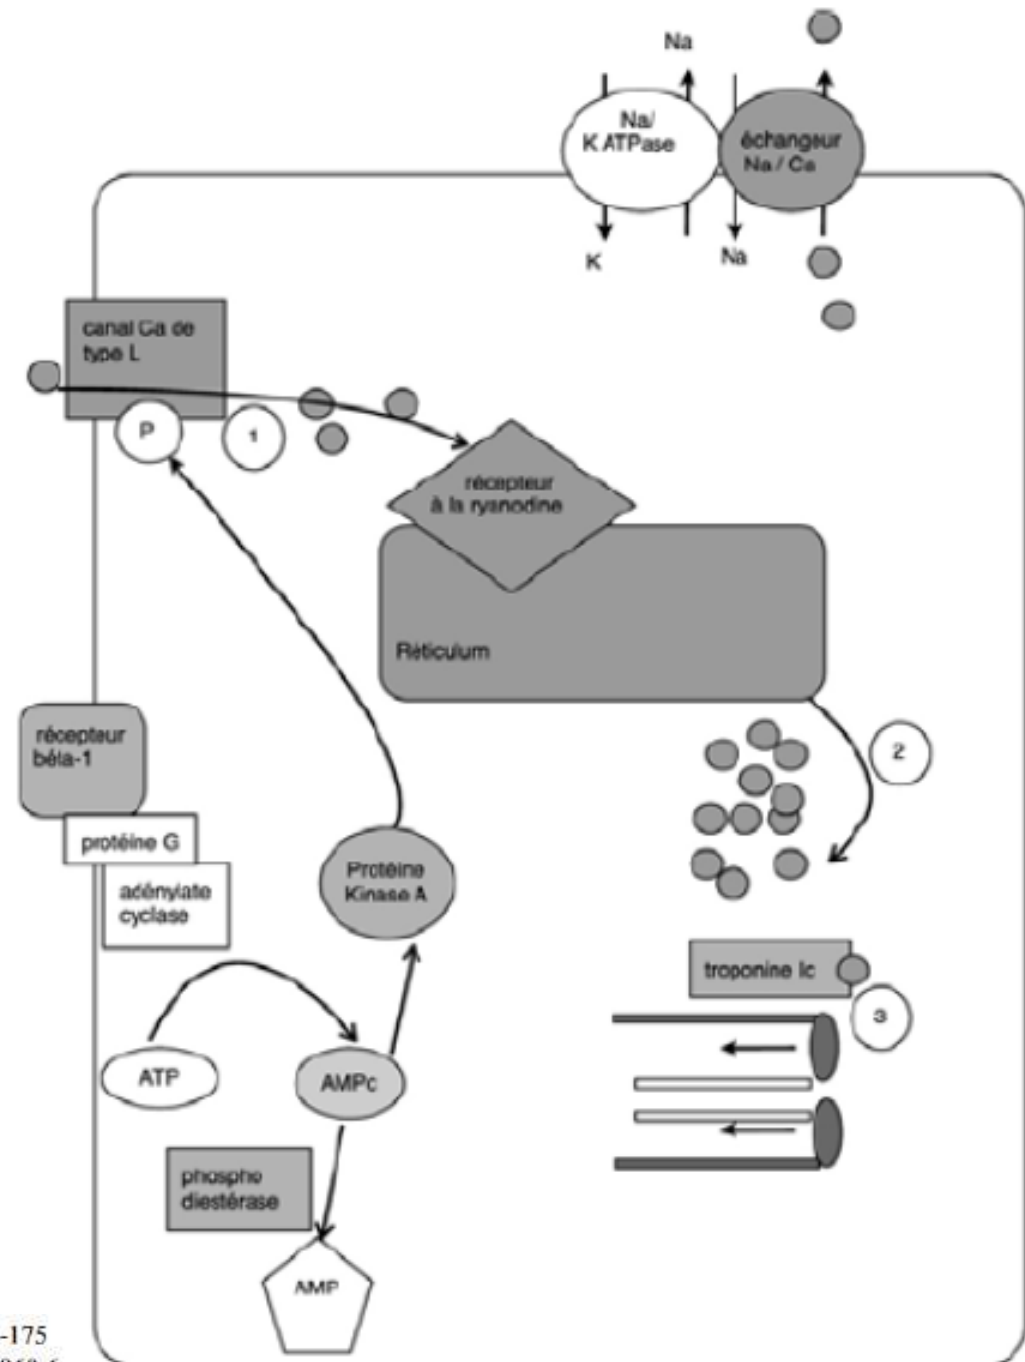 Na
Na/
K ATPase
échangeur
Na / Ca
K
Na
canal Ca de
type L
P
1
récepteur
à la ryanodine
Réticulum
récepteur
béta-1
protéine G
adénylate
cyclase
Protéine
Kinase A
2
troponine Ic
3
ATP
AMPc
phospho
diestérase
AMP
-175